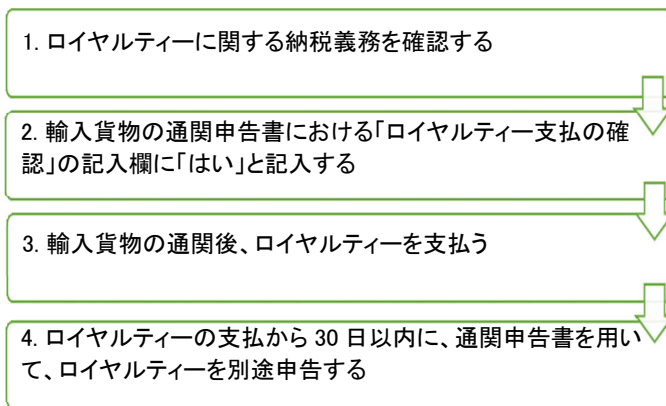 1. ロイヤルティーに関する納税義務を確認する
2. 輸入貨物の通関申告書における「ロイヤルティー支払の確
認」の記入欄に「はい」と記入する
3. 輸入貨物の通関後、ロイヤルティーを支払う
4. ロイヤルティーの支払から 30 日以内に、通関申告書を用い
て、ロイヤルティーを別途申告する